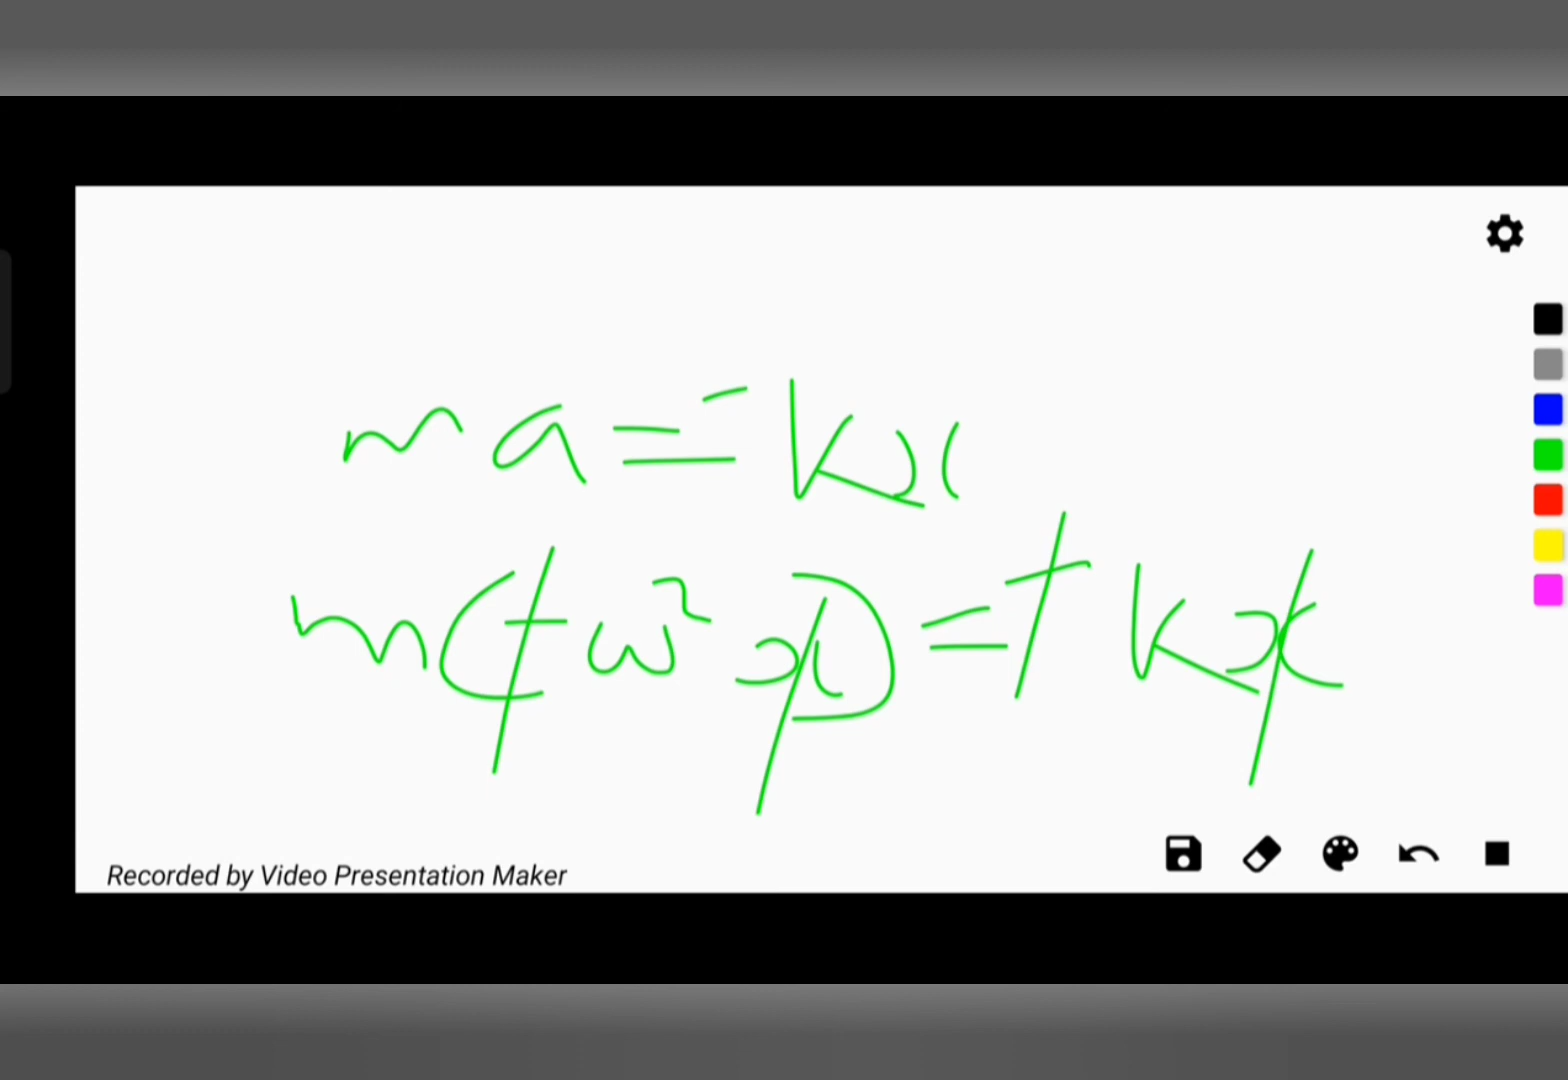 ma = -kx
m(-ω²x) = -kx
Recorded by Video Presentation Maker